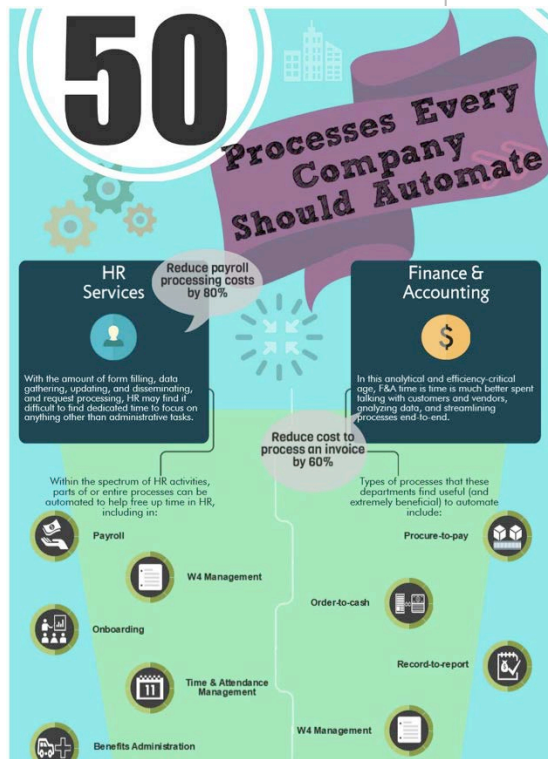 50
Processes Every
Company
Should Automate
HR
Services
Reduce payroll
processing costs
by 80%
With the amount of form filling, data
gathering, updating, and disseminating,
and request processing, HR may find it
difficult to find dedicated time to focus on
anything other than administrative tasks.
Finance &
Accounting
$
In this analytical and efficiency-critical
age, F&A time is time is much better spent
talking with customers and vendors,
analyzing data, and streamlining
processes end-to-end.
Reduce cost to
process an invoice
by 60%
Within the spectrum of HR activities,
parts of or entire processes can be
automated to help free up time in HR,
including in:
Payroll
W4 Management
Onboarding
11
Time & Attendance
Management
Benefits Administration
Types of processes that these
departments find useful (and
extremely beneficial) to automate
include:
Procure-to-pay
Order-to-cash
Record-to-report
W4 Management